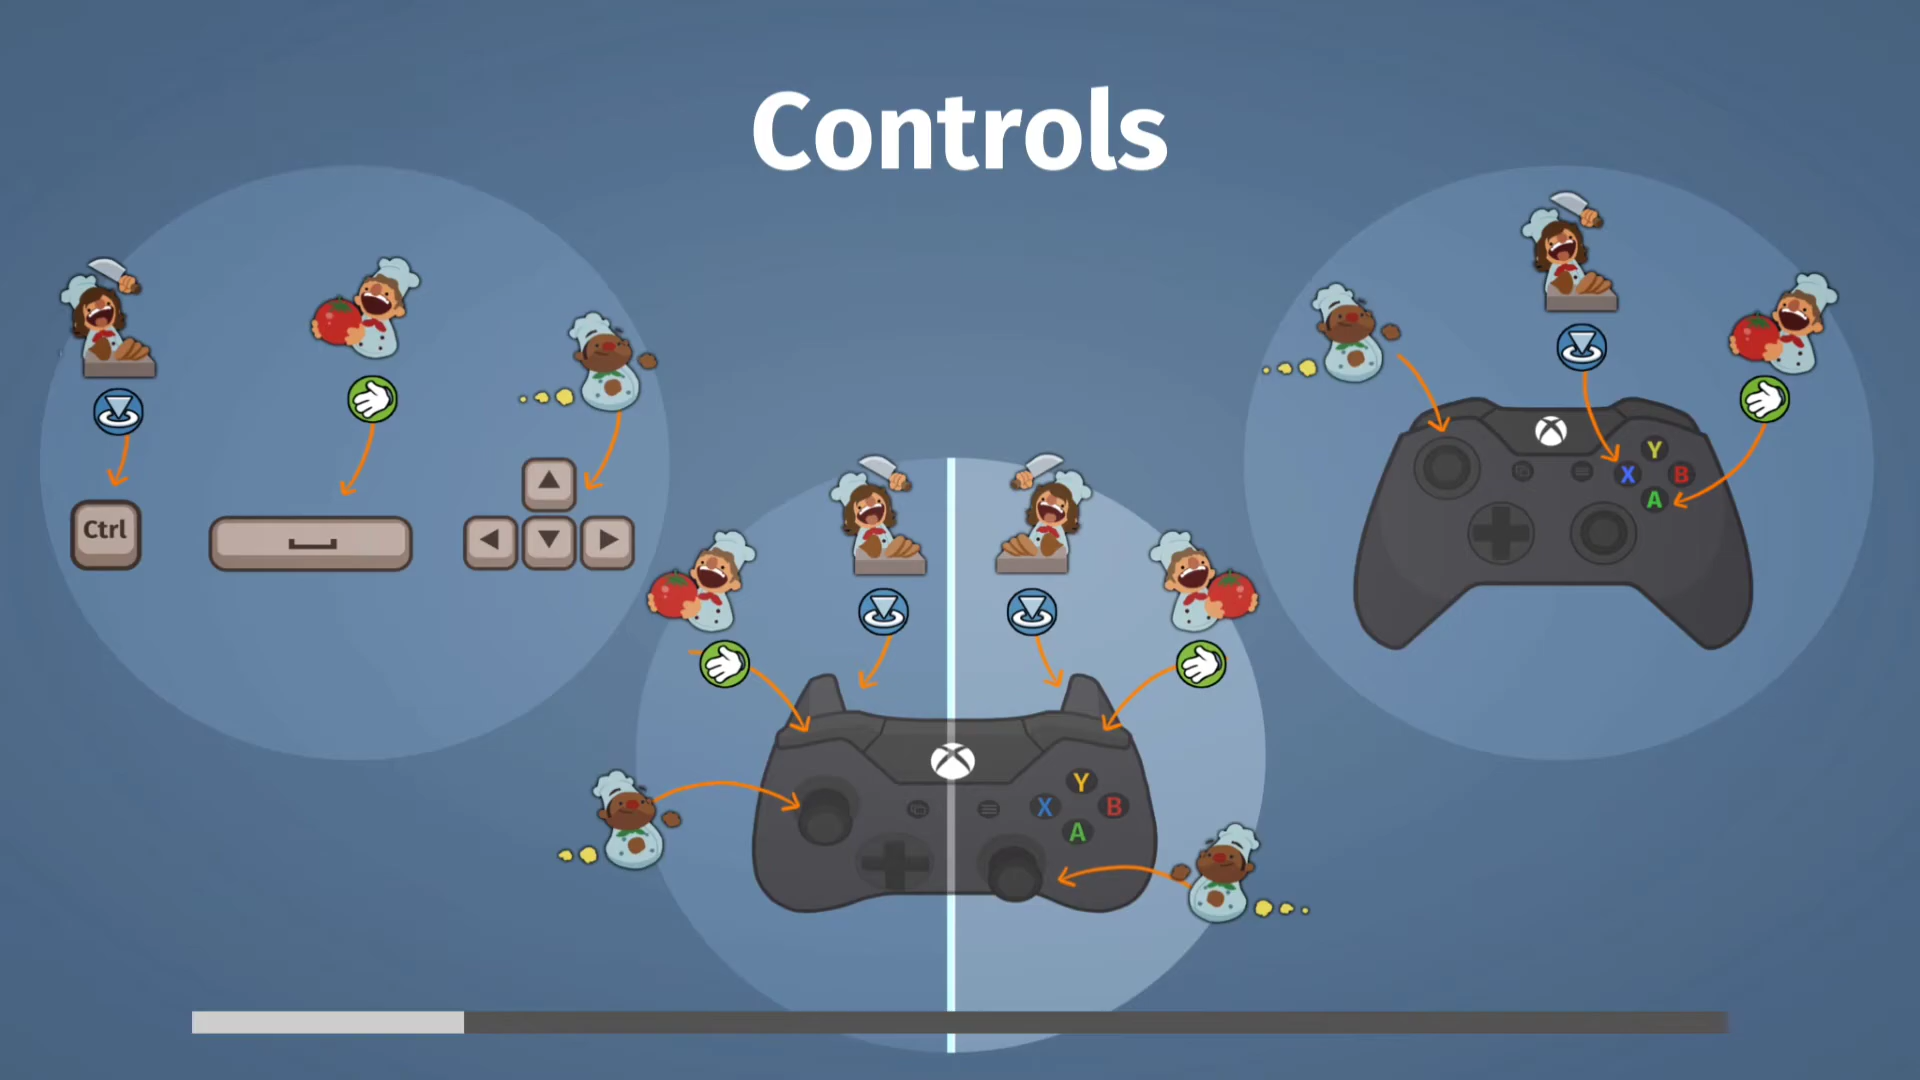 Controls
Ctrl
Y
X B
A
Y
X B
A